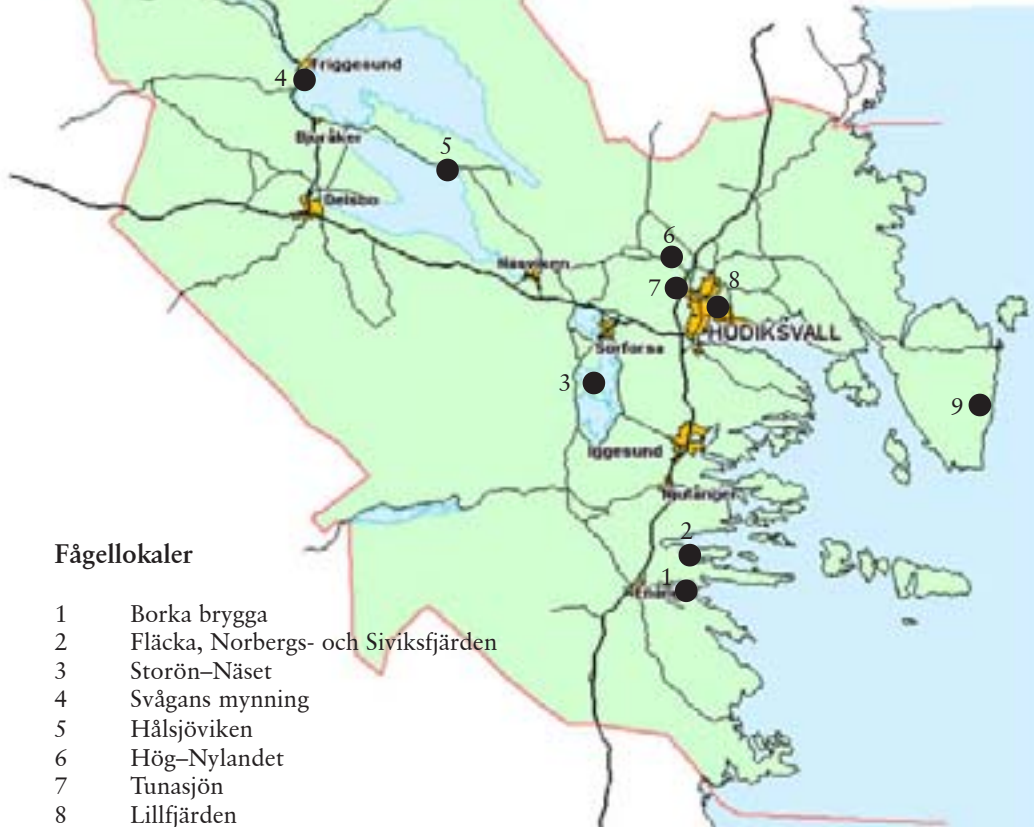 Friggesund
4
Bjuråker
5
Delsbo
6
Näsviken
7
8
HUDIKSVALL
Sörforsa
3
9
Iggesund
Njutånger
2
1
Fågellokaler
1 Borka brygga
2 Fläcka, Norbergs- och Siviksfjärden
3 Storön–Näset
4 Svågans mynning
5 Hålsjöviken
6 Hög–Nylandet
7 Tunasjön
8 Lillfjärden